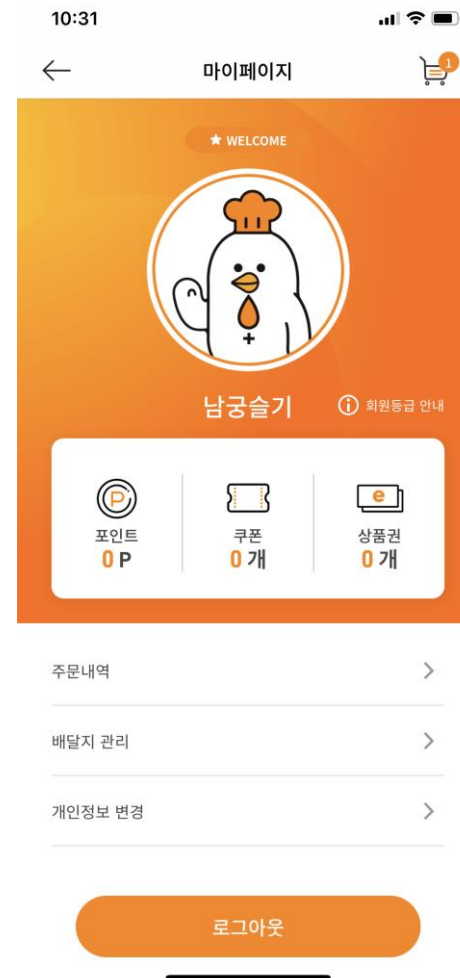 10:31
마이페이지
1
WELCOME
남궁슬기
회원등급 안내
포인트 쿠폰 상품권
0 P 0 개 0 개
주문내역
배달지 관리
개인정보 변경
로그아웃